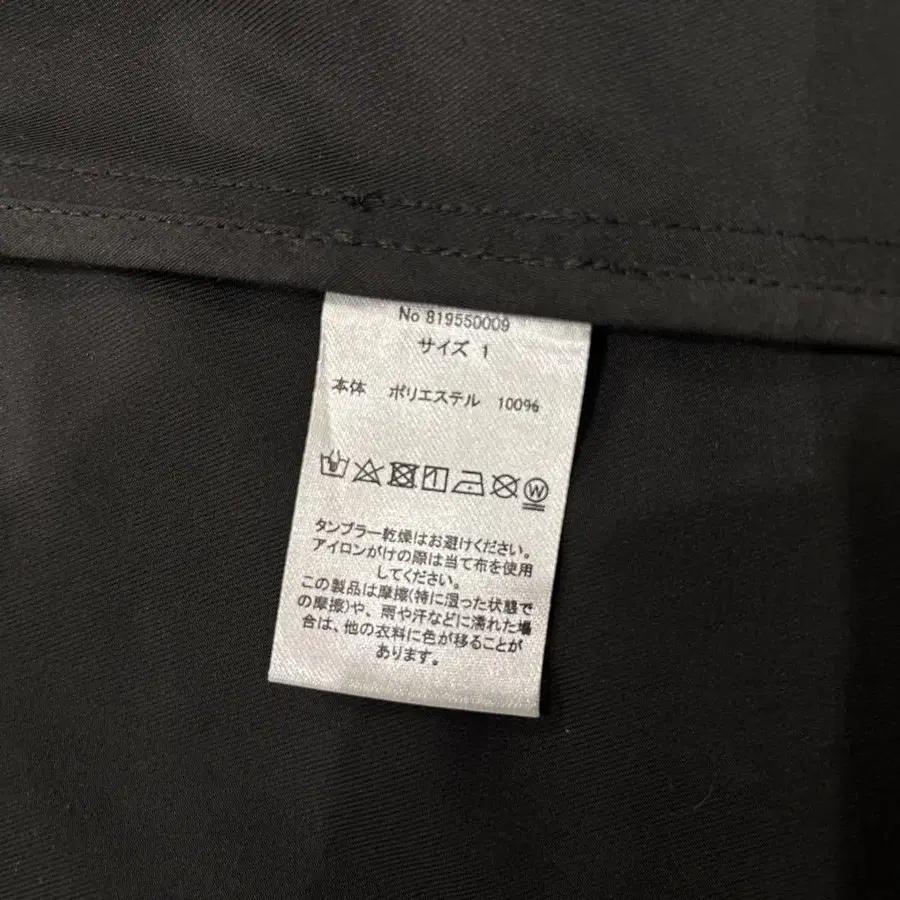 No 819550009
サイズ 1
本体 ポリエステル 100%
W
タンブラー乾燥はお避けください。
アイロンがけの際は当て布を使用
してください。
この製品は摩擦(特に湿った状態で
の摩擦)や、雨や汗などに濡れた場
合は、他の衣料に色が移ることが
あります。